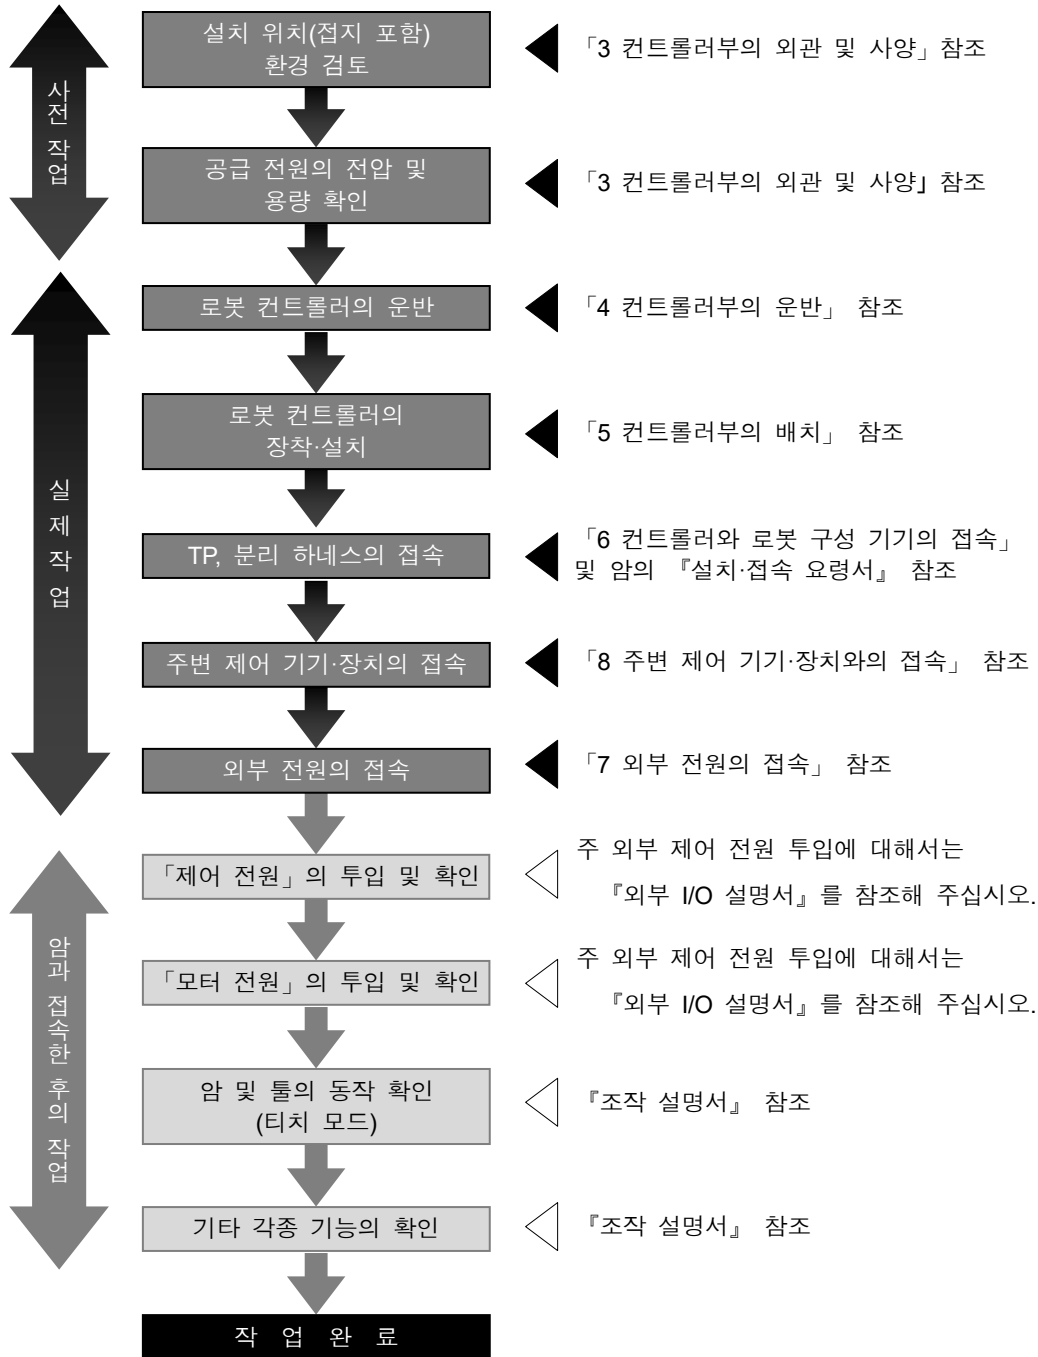 사전 작업
설치 위치(접지 포함)
환경 검토
「3 컨트롤러부의 외관 및 사양」참조
공급 전원의 전압 및
용량 확인
「3 컨트롤러부의 외관 및 사양」참조
실제작업
로봇 컨트롤러의 운반
「4 컨트롤러부의 운반」 참조
로봇 컨트롤러의
장착·설치
「5 컨트롤러부의 배치」 참조
TP, 분리 하네스의 접속
「6 컨트롤러와 로봇 구성 기기의 접속」
및 암의 『설치·접속 요령서』 참조
주변 제어 기기·장치의 접속
「8 주변 제어 기기·장치와의 접속」 참조
외부 전원의 접속
「7 외부 전원의 접속」 참조
암과 접속한 후의 작업
「제어 전원」의 투입 및 확인
주 외부 제어 전원 투입에 대해서는
『외부 I/O 설명서』를 참조해 주십시오.
「모터 전원」의 투입 및 확인
주 외부 제어 전원 투입에 대해서는
『외부 I/O 설명서』를 참조해 주십시오.
암 및 툴의 동작 확인
(티치 모드)
『조작 설명서』 참조
기타 각종 기능의 확인
『조작 설명서』 참조
작 업 완 료